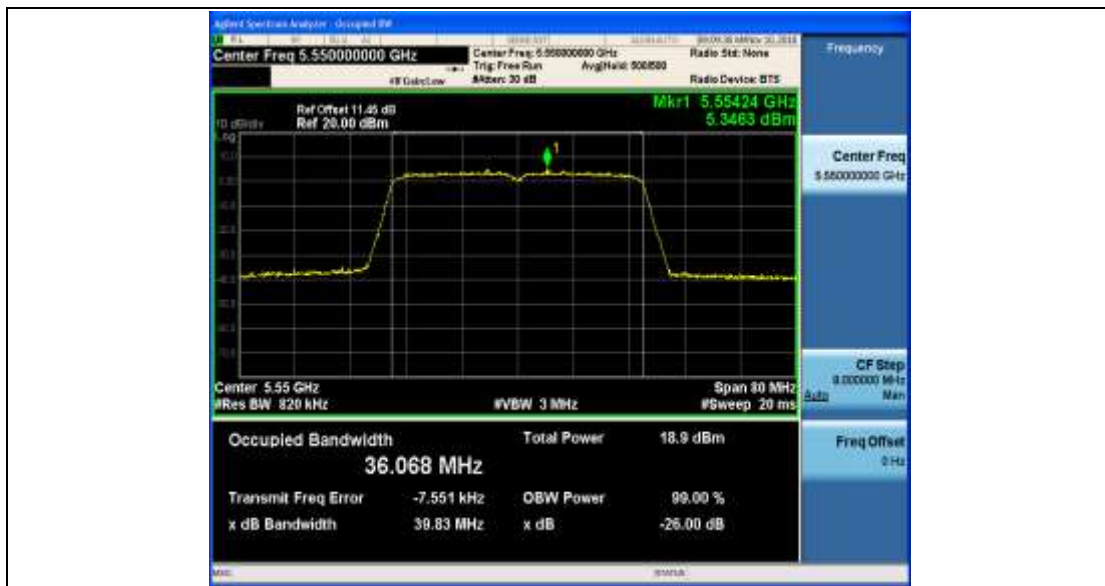 Agilent Spectrum Analyzer - Occupied BW
Center Freq 5.550000000 GHz
Center Freq: 5.550000000 GHz
Radio Std: None
Trig: Free Run
Avg|Hold: 500/500
#IFGain:Low
#Atten: 30 dB
Radio Device: BTS
Frequency
Ref Offset 11.45 dB
Mkr1 5.55424 GHz
10 dB/div
Ref 20.00 dBm
5.3463 dBm
Log
1
Center Freq
5.550000000 GHz
Center 5.55 GHz
Span 80 MHz
#Res BW 820 kHz
#VBW 3 MHz
#Sweep 20 ms
CF Step
8.000000 MHz
Auto
Man
Occupied Bandwidth
Total Power
18.9 dBm
36.068 MHz
Freq Offset
0 Hz
Transmit Freq Error
-7.551 kHz
OBW Power
99.00 %
x dB Bandwidth
39.83 MHz
x dB
-26.00 dB
MSG
STATUS